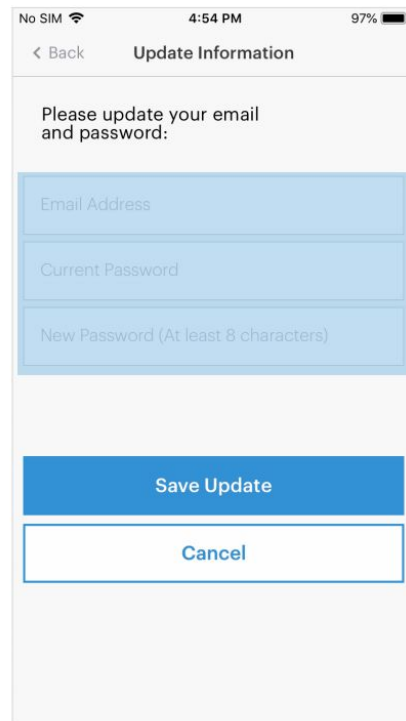 No SIM 4:54 PM 97%
< Back Update Information
Please update your email
and password:
Email Address
Current Password
New Password (At least 8 characters)
Save Update
Cancel